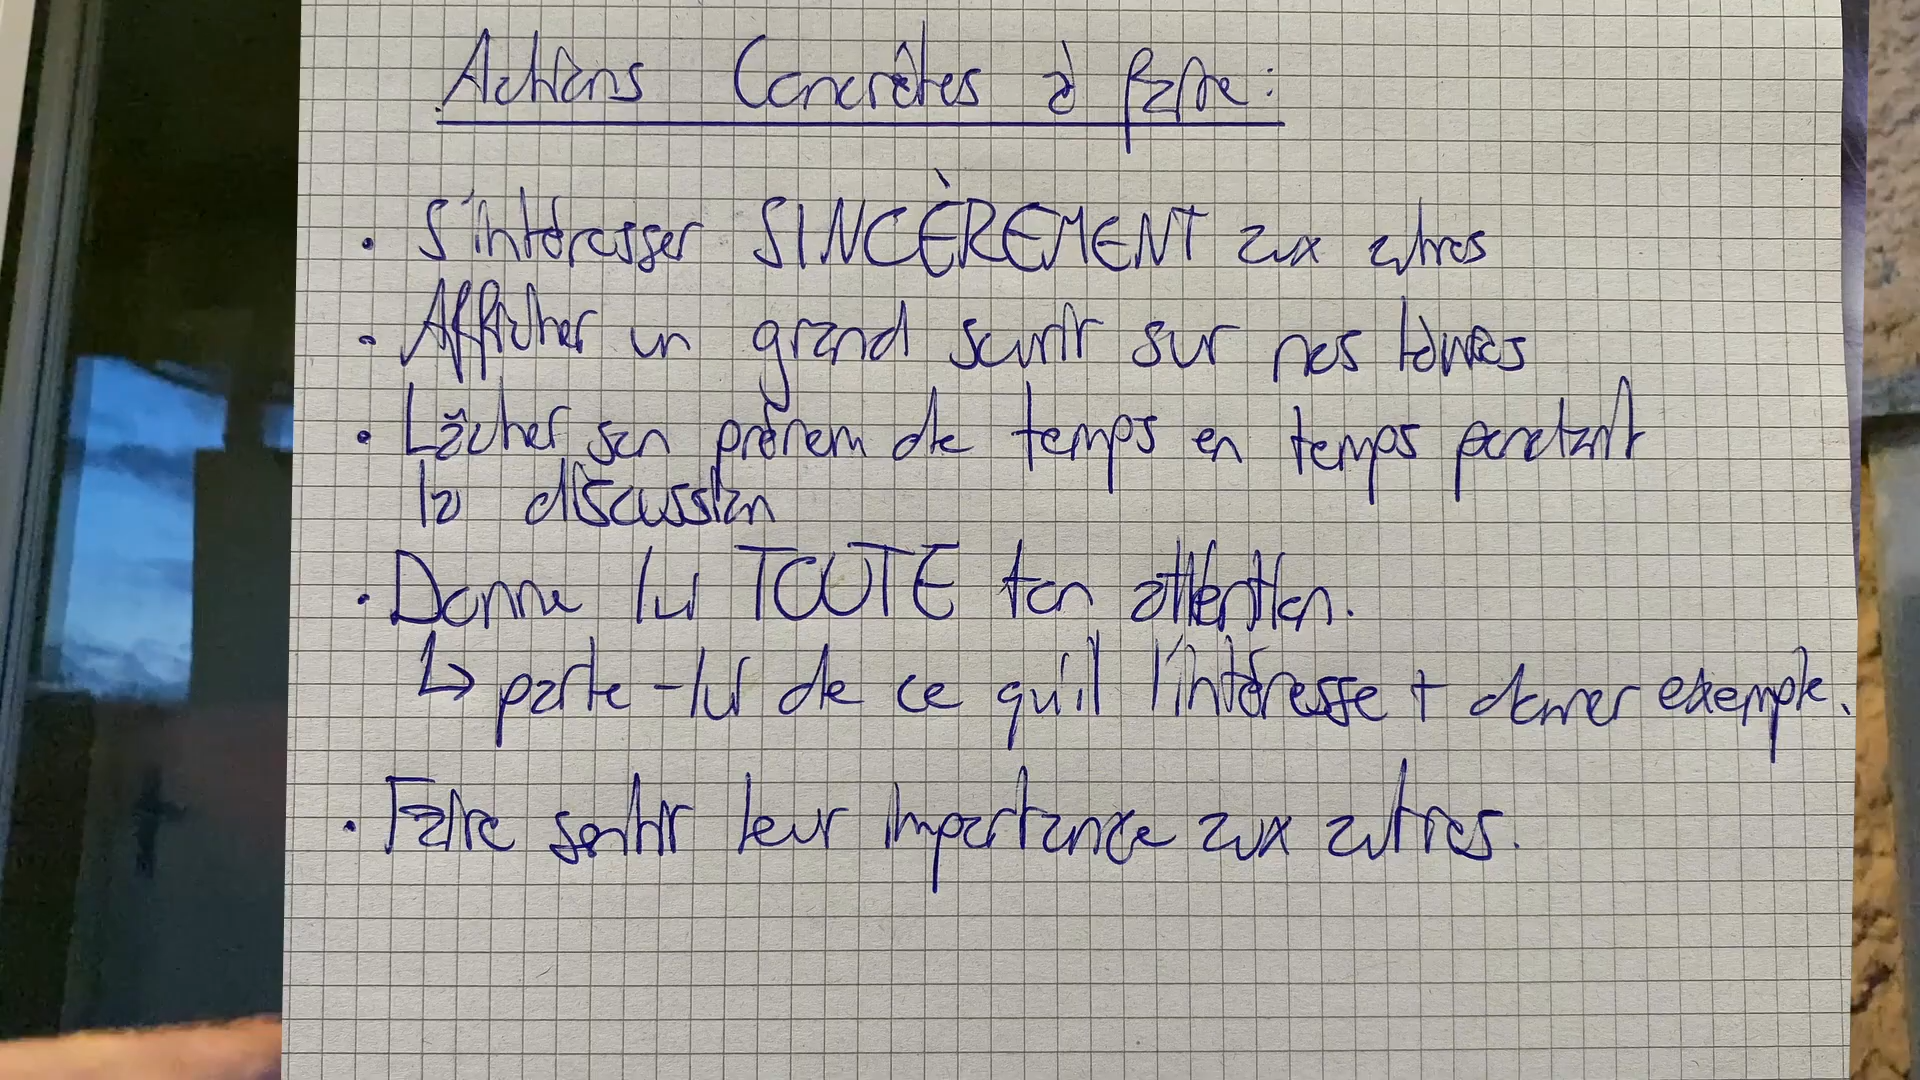 Actions Concrètes à faire :
• S'intéresser SINCÈREMENT aux autres
• Afficher un grand sourir sur nos lèvres
• Lâcher son prénom de temps en temps pendant
la discussion
• Donne lui TOUTE ton attention.
↳ parle-lui de ce qu'il l'intéresse + donner exemple.
• Faire sentir leur importance aux autres.